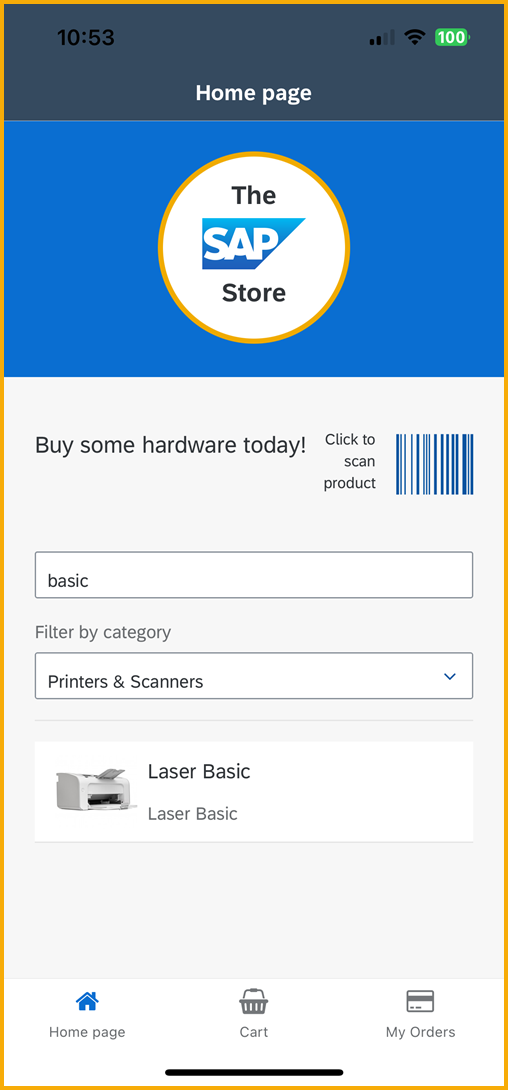 10:53
100
Home page
The
SAP
Store
Buy some hardware today!
Click to
scan
product
basic
Filter by category
Printers & Scanners
Laser Basic
Laser Basic
Home page
Cart
My Orders